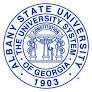 ALBANY STATE UNIVERSITY
THE UNIVERSITY SYSTEM
OF GEORGIA
1903